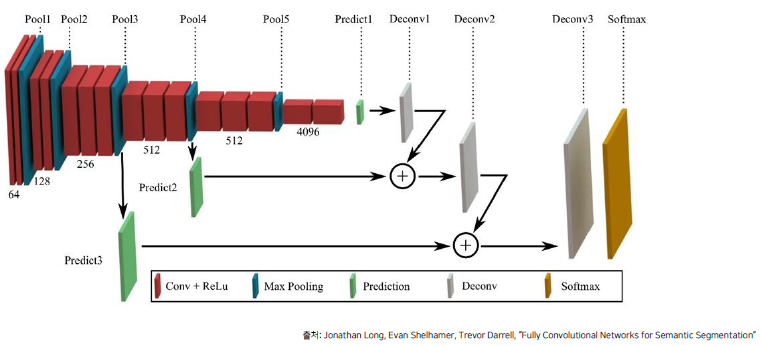 Pool1 Pool2 Pool3 Pool4 Pool5 Predict1 Deconv1 Deconv2 Deconv3 Softmax
64
128
256
512
512
4096
Predict2
Predict3
Conv + ReLu Max Pooling Prediction Deconv Softmax
출처: Jonathan Long, Evan Shelhamer, Trevor Darrell, "Fully Convolutional Networks for Semantic Segmentation"